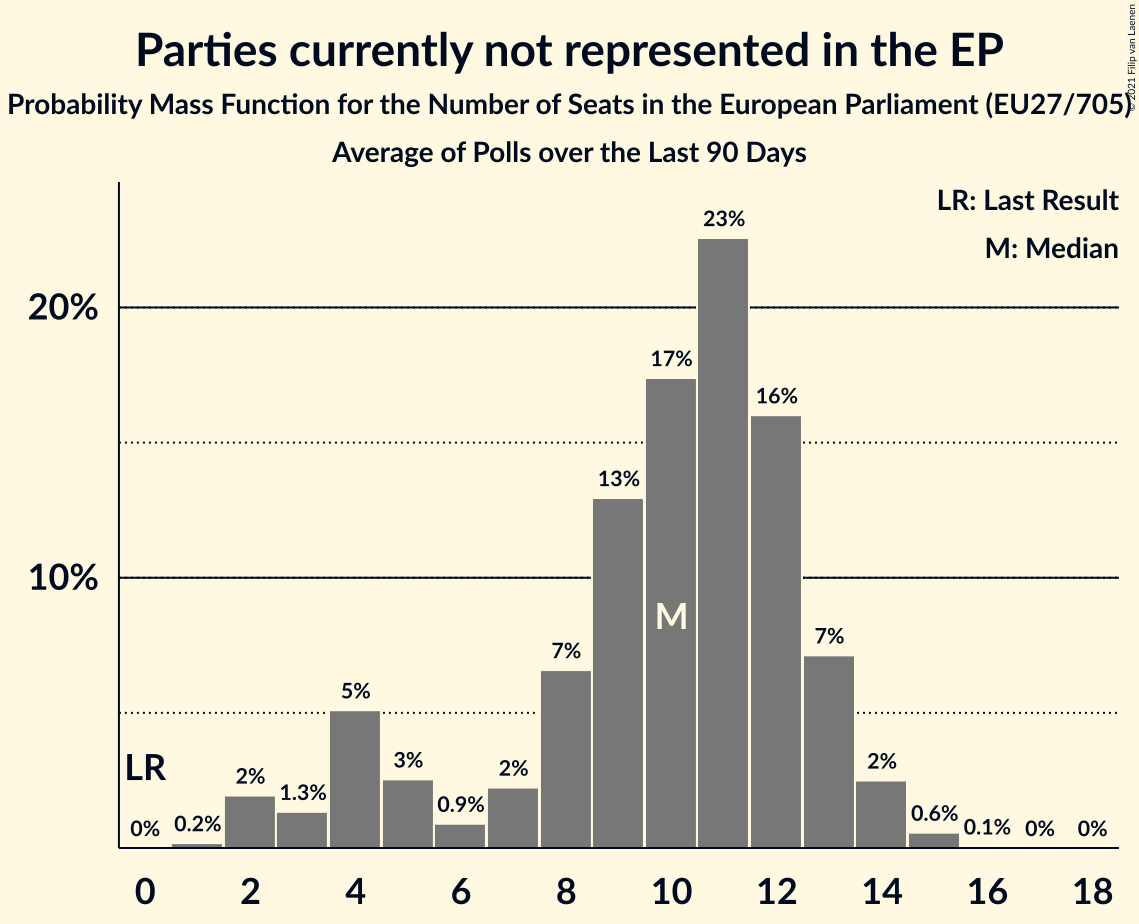 Parties currently not represented in the EP
Probability Mass Function for the Number of Seats in the European Parliament (EU27/705)
Average of Polls over the Last 90 Days
© 2021 Filip van Laenen
LR: Last Result
M: Median
20%
10%
LR
M
0%
0.2%
2%
1.3%
5%
3%
0.9%
2%
7%
13%
17%
23%
16%
7%
2%
0.6%
0.1%
0%
0%
0 2 4 6 8 10 12 14 16 18